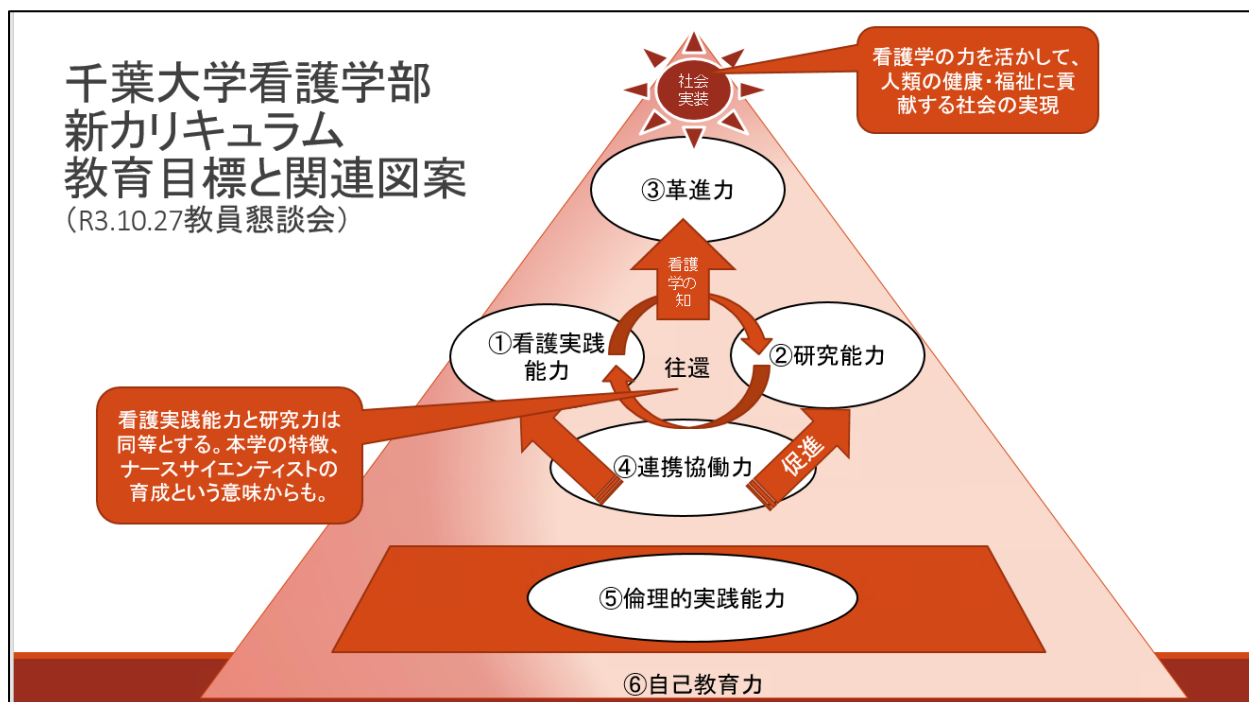 千葉大学看護学部
新カリキュラム
教育目標と関連図案
（R3.10.27教員懇談会）
社会
実装
看護学の力を活かして、
人類の健康・福祉に貢
献する社会の実現
③革進力
看護
学の
知
①看護実践
能力
往還
②研究能力
看護実践能力と研究力は
同等とする。本学の特徴、
ナースサイエンティストの
育成という意味からも。
④連携協働力
促進
⑤倫理的実践能力
⑥自己教育力